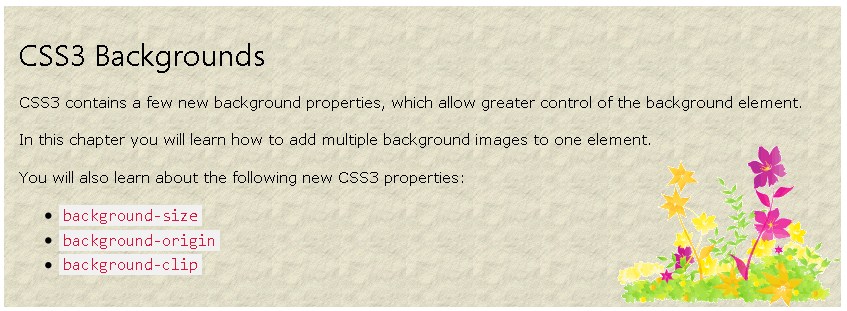 CSS3 Backgrounds
CSS3 contains a few new background properties, which allow greater control of the background element.
In this chapter you will learn how to add multiple background images to one element.
You will also learn about the following new CSS3 properties:
background-size
background-origin
background-clip